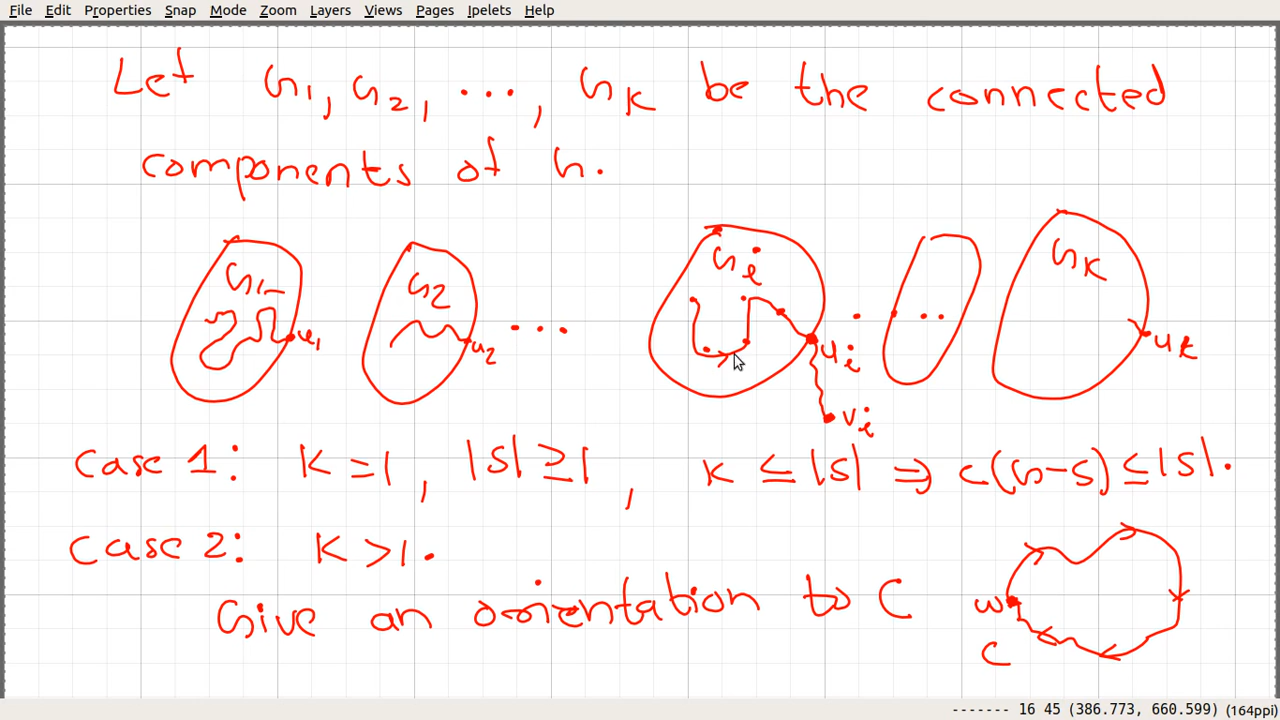 File Edit Properties Snap Mode Zoom Layers Views Pages Ipelets Help
Let G1, G2, ..., GK be the connected
components of G.
G1 G2 ... Gi ... GK
u1 u2 ui uk
vi
case 1: K=1, |S|≥1, K ≤ |S| ⇒ c(G-S) ≤ |S|.
case 2: K>1.
Give an orientation to C w
C
------- 16 45 (386.773, 660.599) (164ppi)